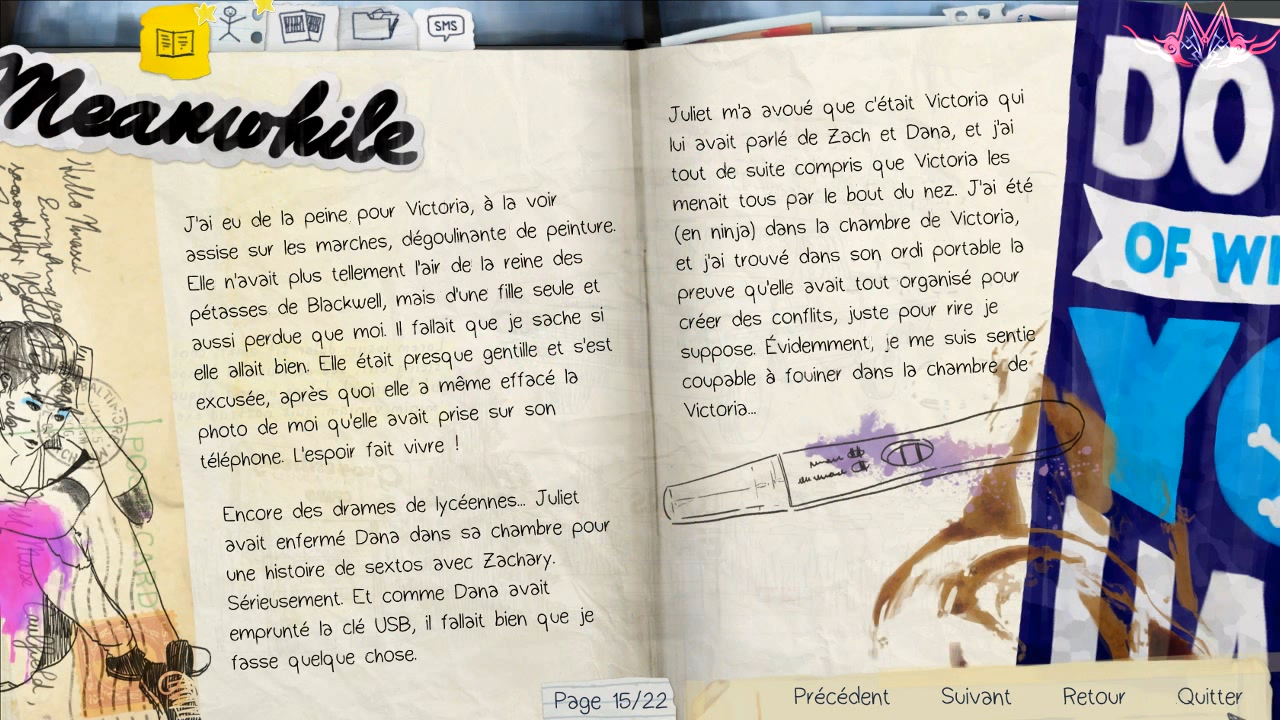 SMS
Meanwhile
J'ai eu de la peine pour Victoria, à la voir
assise sur les marches, dégoulinante de peinture.
Elle n'avait plus tellement l'air de la reine des
pétasses de Blackwell, mais d'une fille seule et
aussi perdue que moi. Il fallait que je sache si
elle allait bien. Elle était presque gentille et s'est
excusée, après quoi elle a même effacé la
photo de moi qu'elle avait prise sur son
téléphone. L'espoir fait vivre !
Encore des drames de lycéennes... Juliet
avait enfermé Dana dans sa chambre pour
une histoire de sextos avec Zachary.
Sérieusement. Et comme Dana avait
emprunté la clé USB, il fallait bien que je
fasse quelque chose.
Juliet m'a avoué que c'était Victoria qui
lui avait parlé de Zach et Dana, et j'ai
tout de suite compris que Victoria les
menait tous par le bout du nez. J'ai été
(en ninja) dans la chambre de Victoria,
et j'ai trouvé dans son ordi portable la
preuve qu'elle avait tout organisé pour
créer des conflits, juste pour rire je
suppose. Évidemment, je me suis sentie
coupable à fouiner dans la chambre de
Victoria...
DO
OF WI
YO
Hello
POST CARD
Caulfield
Page 15/22
Précédent Suivant Retour Quitter